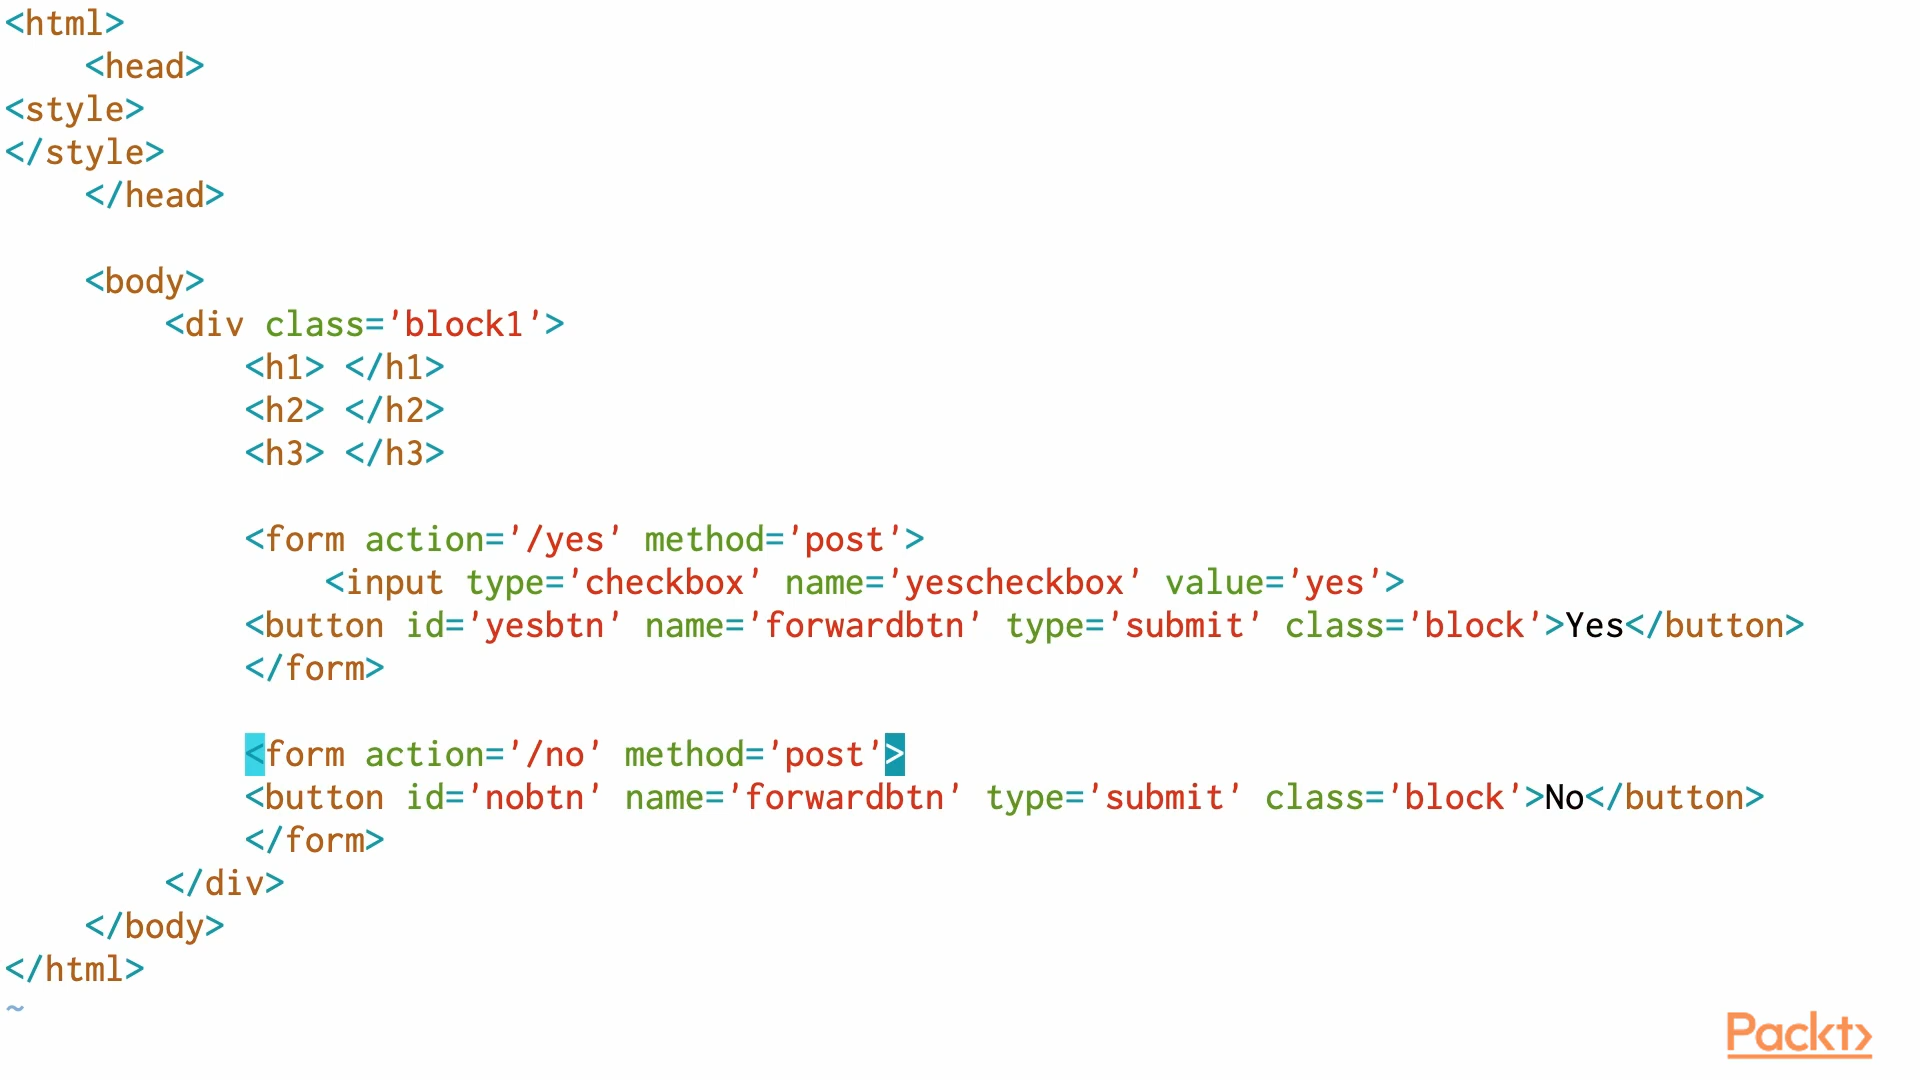 <html>
    <head>
<style>
</style>
    </head>

    <body>
        <div class='block1'>
            <h1> </h1>
            <h2> </h2>
            <h3> </h3>

            <form action='/yes' method='post'>
                <input type='checkbox' name='yescheckbox' value='yes'>
            <button id='yesbtn' name='forwardbtn' type='submit' class='block'>Yes</button>
            </form>

            <form action='/no' method='post'>
            <button id='nobtn' name='forwardbtn' type='submit' class='block'>No</button>
            </form>
        </div>
    </body>
</html>
~
Packt>